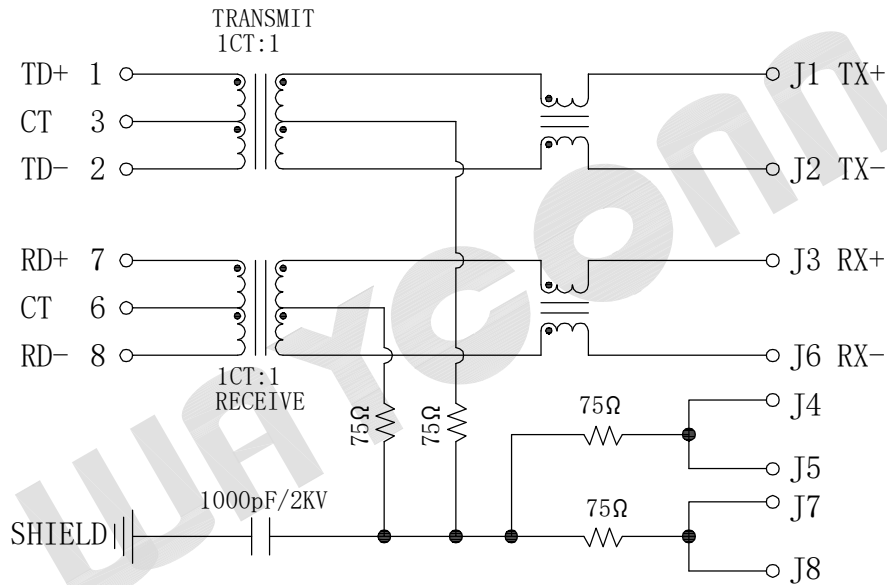 TRANSMIT
1CT:1
TD+ 1
CT 3
TD- 2
J1 TX+
J2 TX-
RD+ 7
CT 6
RD- 8
J3 RX+
J6 RX-
1CT:1
RECEIVE
75Ω
75Ω
75Ω
J4
J5
1000pF/2KV
75Ω
J7
SHIELD
J8
WAYCONN